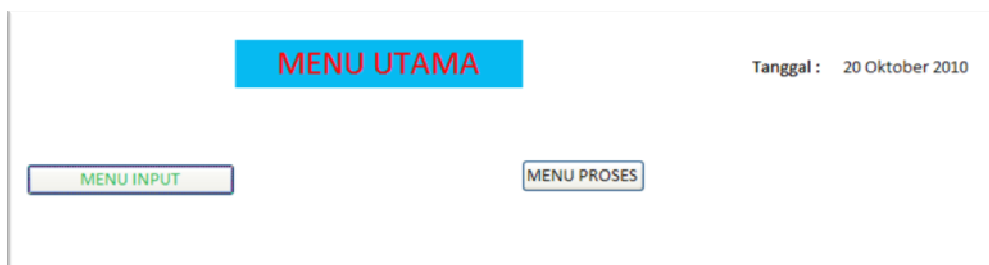 MENU UTAMA
Tanggal : 20 Oktober 2010
MENU INPUT
MENU PROSES